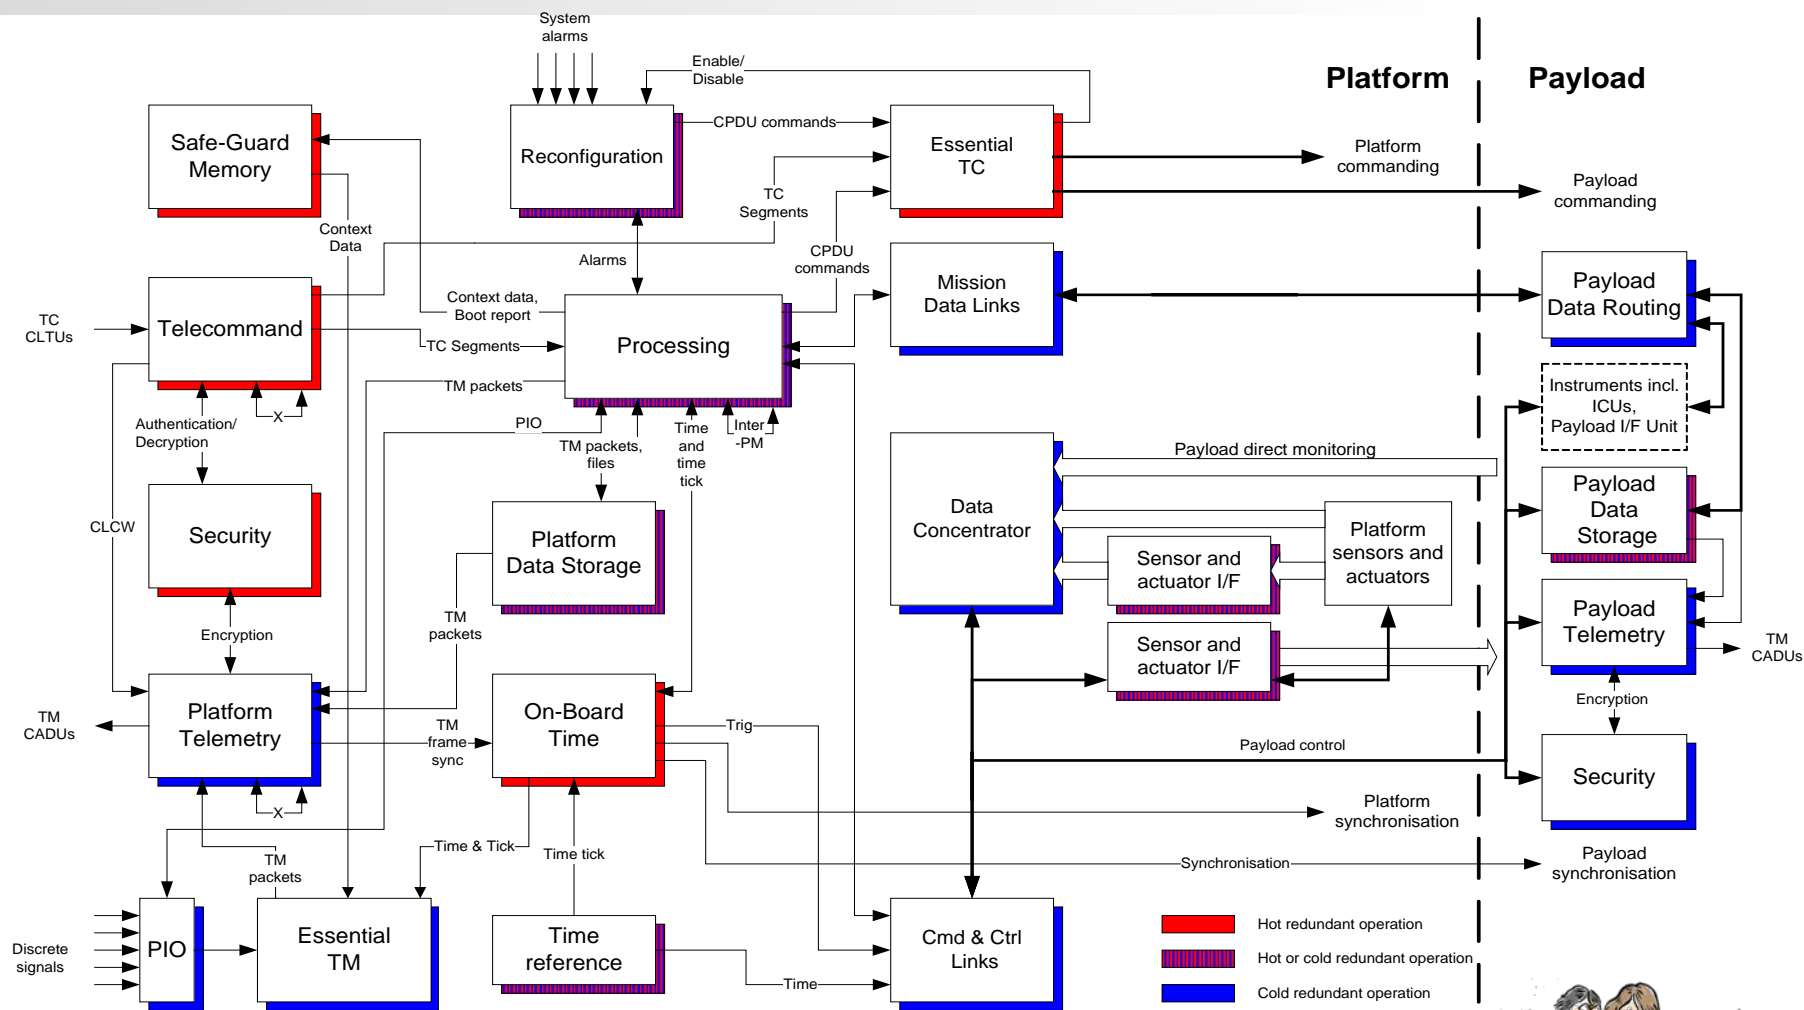 System
alarms
Enable/
Disable
Platform
Payload
Safe-Guard
Memory
Reconfiguration
CPDU commands
Essential
TC
Platform
commanding
Payload
commanding
TC
Segments
Context
Data
Alarms
CPDU
commands
Mission
Data Links
Payload
Data Routing
TC
CLTUs
Telecommand
Context data,
Boot report
TC Segments
Processing
TM packets
Instruments incl.
ICUs,
Payload I/F Unit
X
Authentication/
Decryption
PIO
TM packets,
files
Time
and
time
tick
Inter
-PM
Payload direct monitoring
CLCW
Security
Platform
Data Storage
Data
Concentrator
Sensor and
actuator I/F
Platform
sensors and
actuators
Payload
Data
Storage
Encryption
TM
packets
Sensor and
actuator I/F
Payload
Telemetry
TM
CADUs
Encryption
TM
CADUs
Platform
Telemetry
TM
frame
sync
On-Board
Time
Trig
Payload control
Security
X
Platform
synchronisation
TM
packets
Time & Tick
Time tick
Synchronisation
Payload
synchronisation
Discrete
signals
PIO
Essential
TM
Time
reference
Time
Cmd & Ctrl
Links
Hot redundant operation
Hot or cold redundant operation
Cold redundant operation